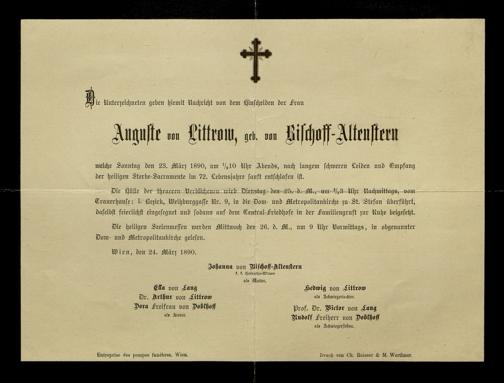 Die Unterzeichneten geben hiemit Nachricht von dem Hinscheiden der Frau
Auguste von Littrow, geb. von Bischoff-Altenstern
welche Sonntag den 23. März 1890, um ¼10 Uhr Abends, nach langem schweren Leiden und Empfang
der heiligen Sterbe-Sacramente im 72. Lebensjahre sanft entschlafen ist.
Die Hülle der theueren Verblichenen wird Dienstag den 25. d. M., um ½3 Uhr Nachmittags, vom
Trauerhause: I. Bezirk, Weihburggasse Nr. 9, in die Dom- und Metropolitankirche zu St. Stefan überführt,
daselbst feierlichst eingesegnet und sodann auf dem Central-Friedhofe in der Familiengruft zur Ruhe beigesetzt.
Die heiligen Seelenmessen werden Mittwoch den 26. d. M., um 9 Uhr Vormittags, in obgenannter
Dom- und Metropolitankirche gelesen.
Wien, den 24. März 1890.
Johanna von Bischoff-Altenstern
k. k. Hofraths-Witwe
als Mutter.
Ella von Lang
Dr. Arthur von Littrow
Dora Freifrau von Doblhoff
als Kinder.
Hedwig von Littrow
als Schwiegertochter.
Prof. Dr. Victor von Lang
Rudolf Freiherr von Doblhoff
als Schwiegersöhne.
Entreprise des pompes funèbres, Wien.
Druck von Ch. Reisser & M. Werthner.